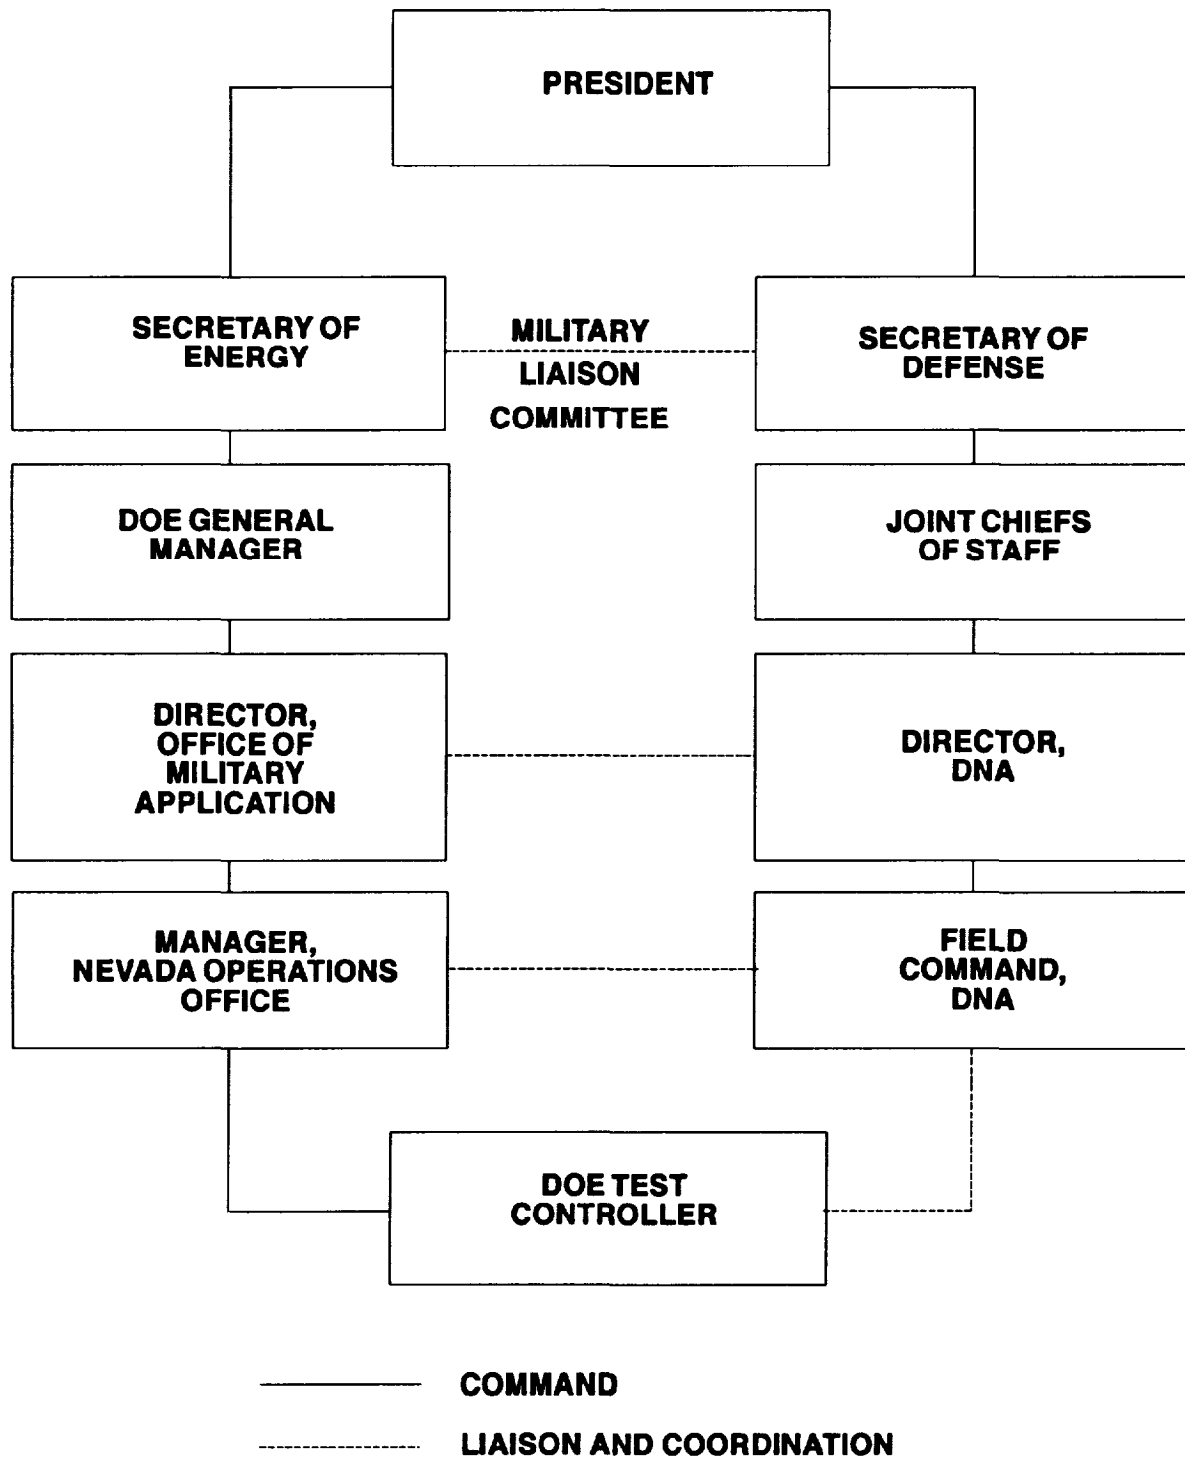 PRESIDENT
SECRETARY OF
ENERGY
MILITARY
LIAISON
COMMITTEE
SECRETARY OF
DEFENSE
DOE GENERAL
MANAGER
JOINT CHIEFS
OF STAFF
DIRECTOR,
OFFICE OF
MILITARY
APPLICATION
DIRECTOR,
DNA
MANAGER,
NEVADA OPERATIONS
OFFICE
FIELD
COMMAND,
DNA
DOE TEST
CONTROLLER
COMMAND
LIAISON AND COORDINATION